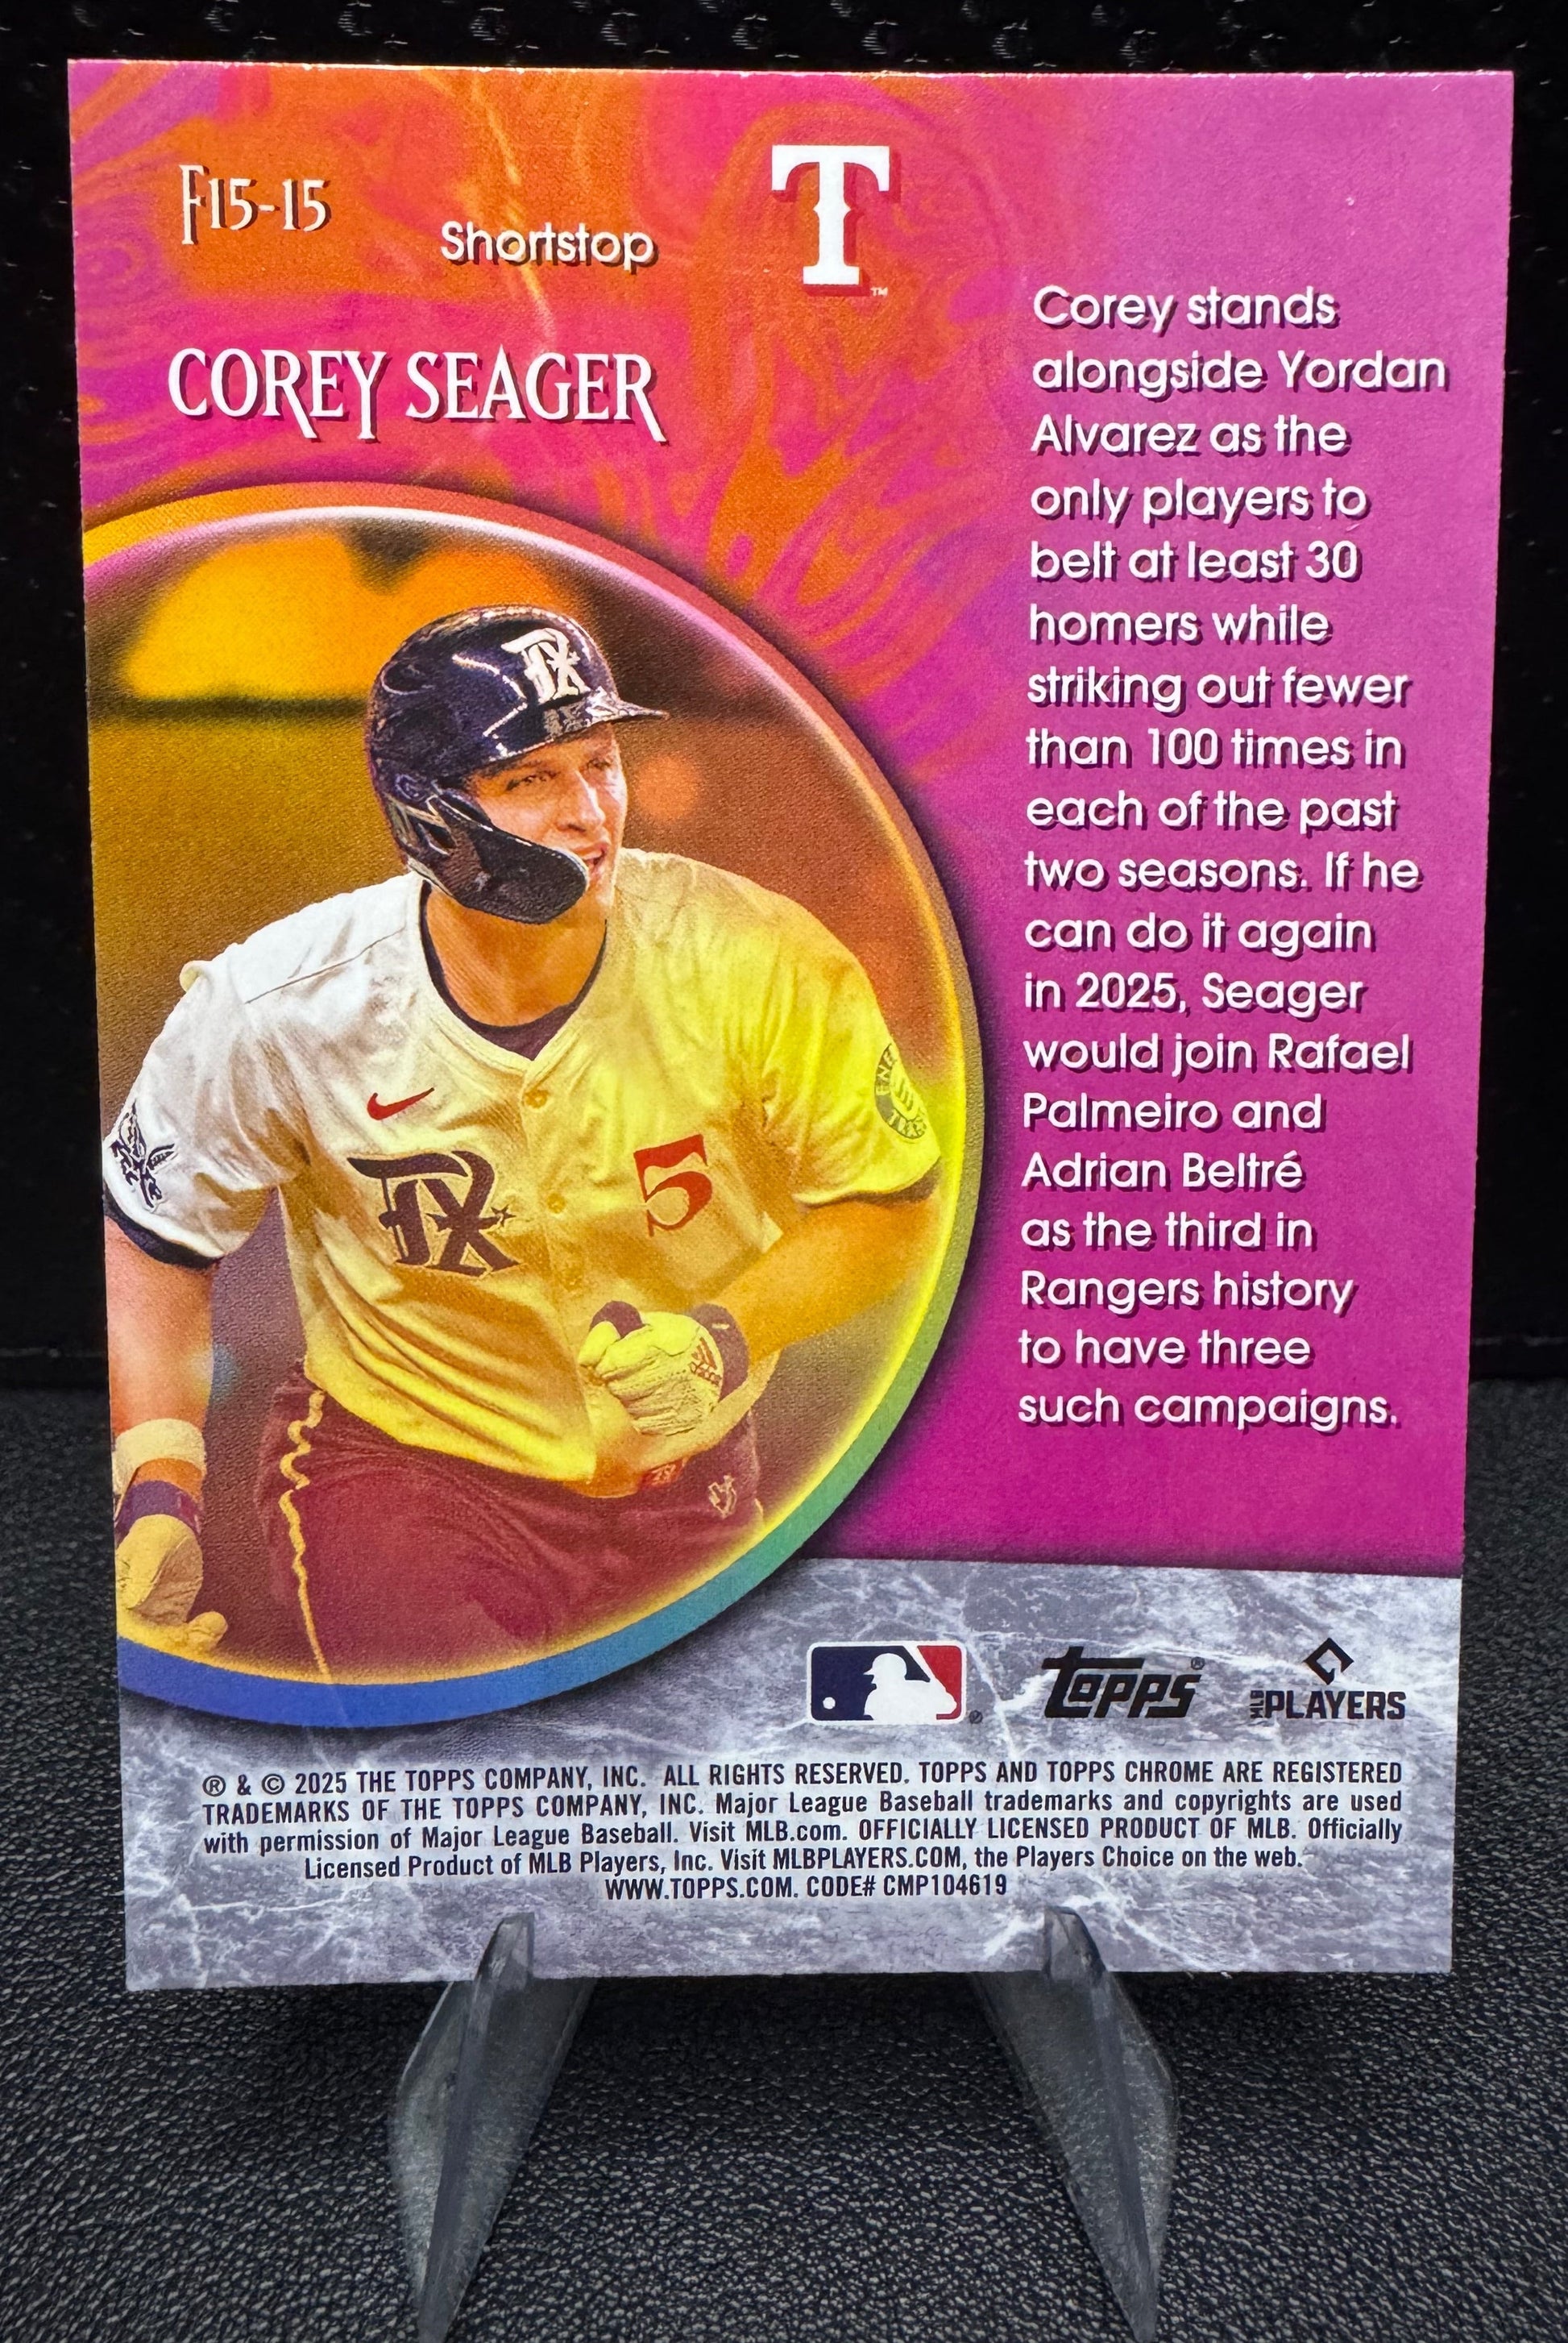 F15-15
Shortstop
T
TM
COREY SEAGER
Corey stands
alongside Yordan
Alvarez as the
only players to
belt at least 30
homers while
striking out fewer
than 100 times in
each of the past
two seasons. If he
can do it again
in 2025, Seager
would join Rafael
Palmeiro and
Adrian Beltré
as the third in
Rangers history
to have three
such campaigns.
TX
TX
5
Topps®
MLB PLAYERS
® & © 2025 THE TOPPS COMPANY, INC. ALL RIGHTS RESERVED. TOPPS AND TOPPS CHROME ARE REGISTERED
TRADEMARKS OF THE TOPPS COMPANY, INC. Major League Baseball trademarks and copyrights are used
with permission of Major League Baseball. Visit MLB.com. OFFICIALLY LICENSED PRODUCT OF MLB. Officially
Licensed Product of MLB Players, Inc. Visit MLBPLAYERS.COM, the Players Choice on the web.
WWW.TOPPS.COM. CODE# CMP104619